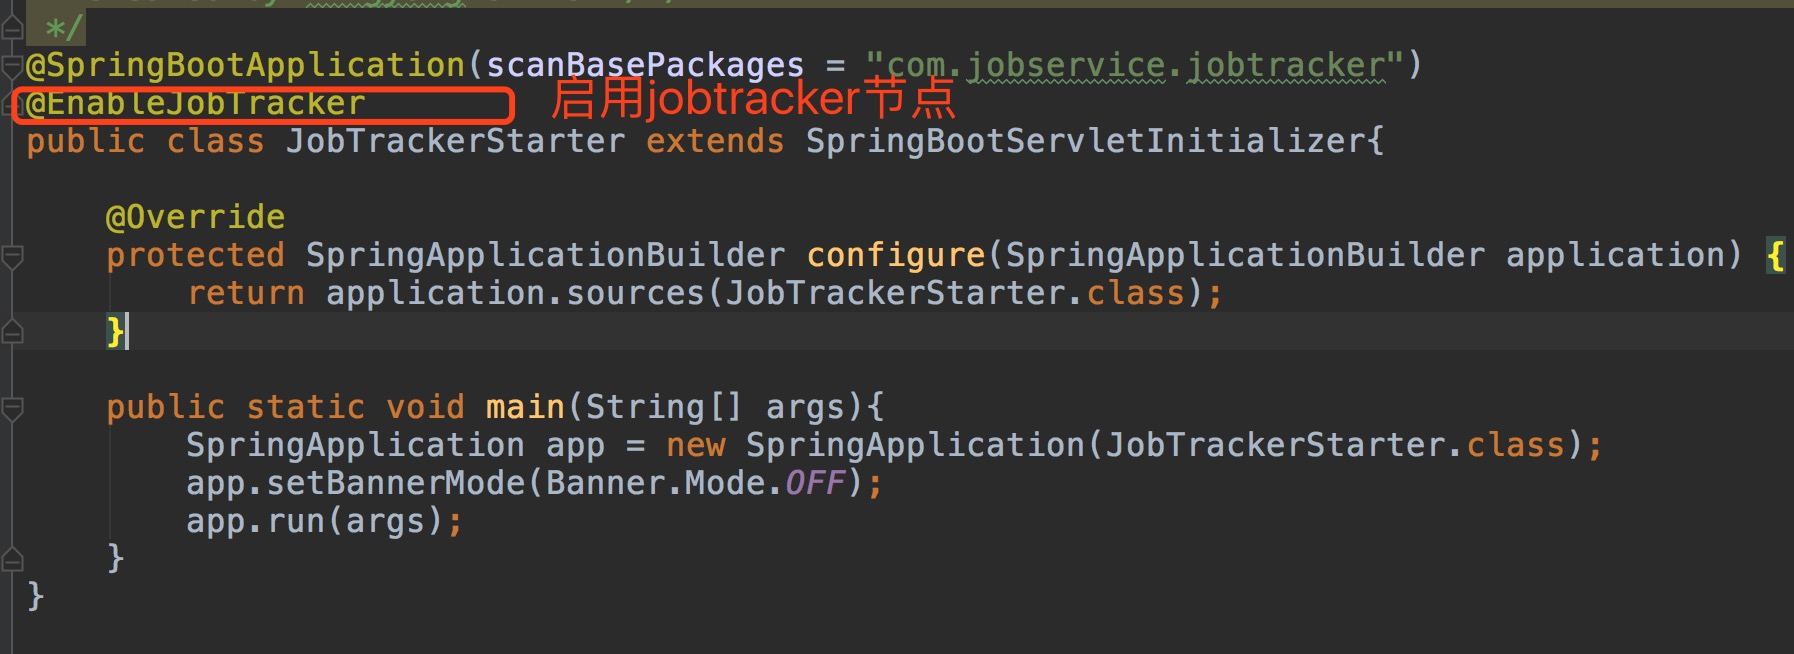 */
@SpringBootApplication(scanBasePackages = "com.jobservice.jobtracker")
@EnableJobTracker 启用jobtracker节点
public class JobTrackerStarter extends SpringBootServletInitializer{
@Override
protected SpringApplicationBuilder configure(SpringApplicationBuilder application) {
return application.sources(JobTrackerStarter.class);
}
public static void main(String[] args){
SpringApplication app = new SpringApplication(JobTrackerStarter.class);
app.setBannerMode(Banner.Mode.OFF);
app.run(args);
}
}